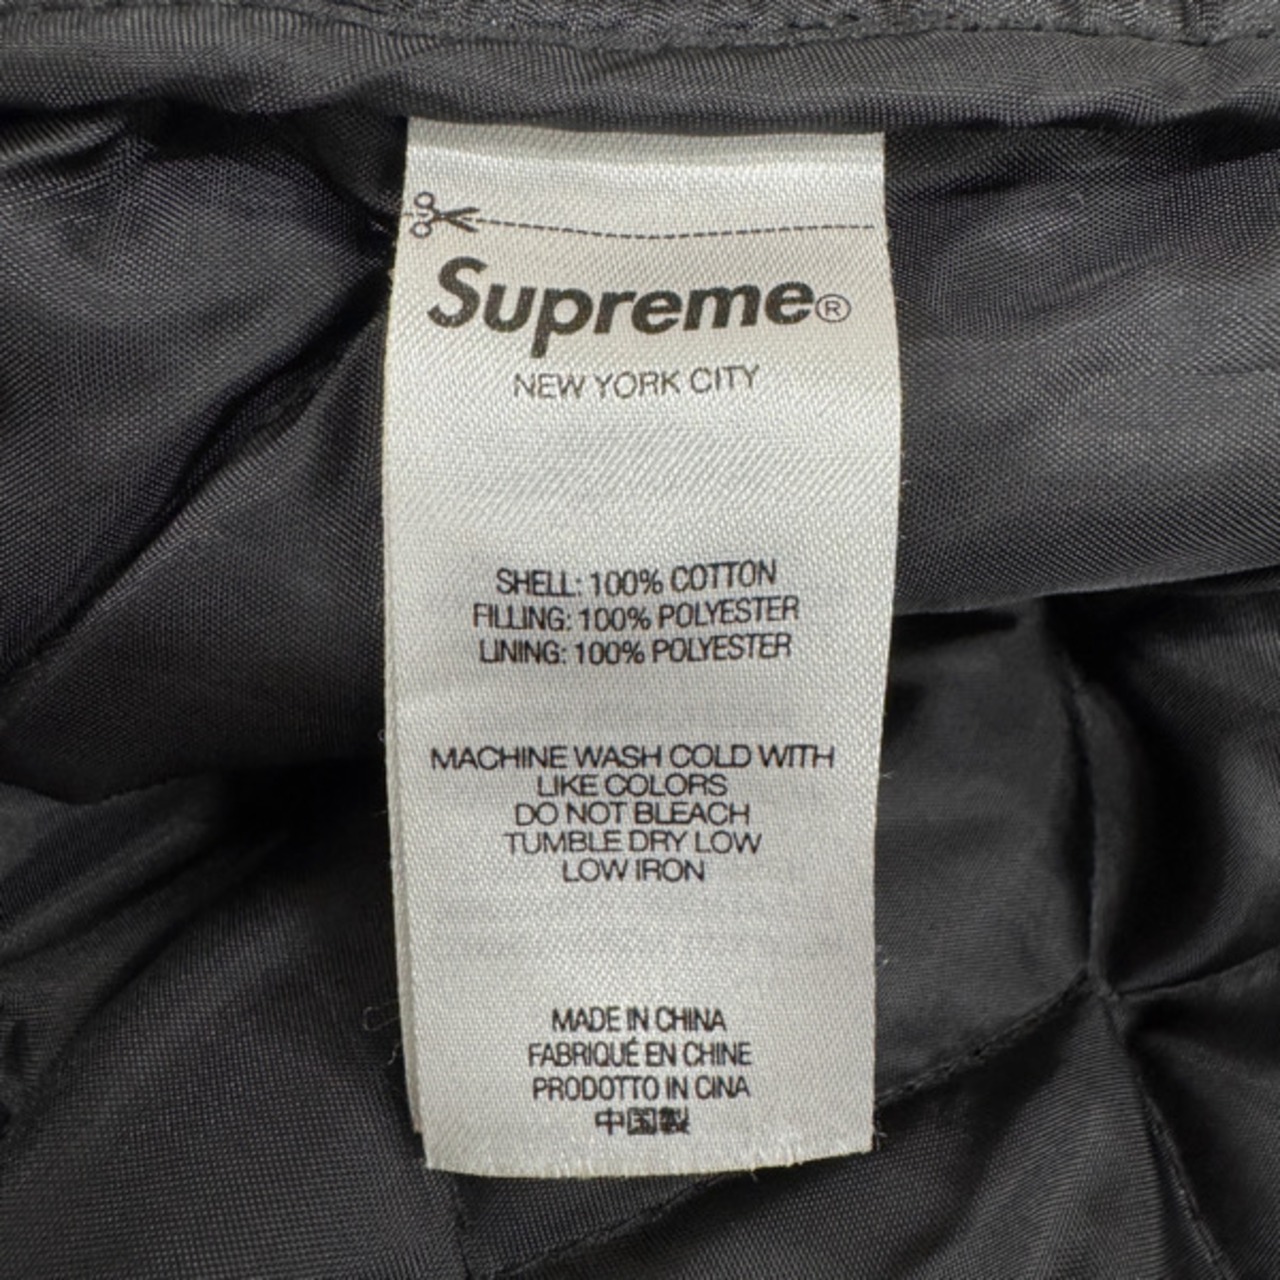 Supreme®
NEW YORK CITY
SHELL: 100% COTTON
FILLING: 100% POLYESTER
LINING: 100% POLYESTER
MACHINE WASH COLD WITH
LIKE COLORS
DO NOT BLEACH
TUMBLE DRY LOW
LOW IRON
MADE IN CHINA
FABRIQUÉ EN CHINE
PRODOTTO IN CINA
中国製